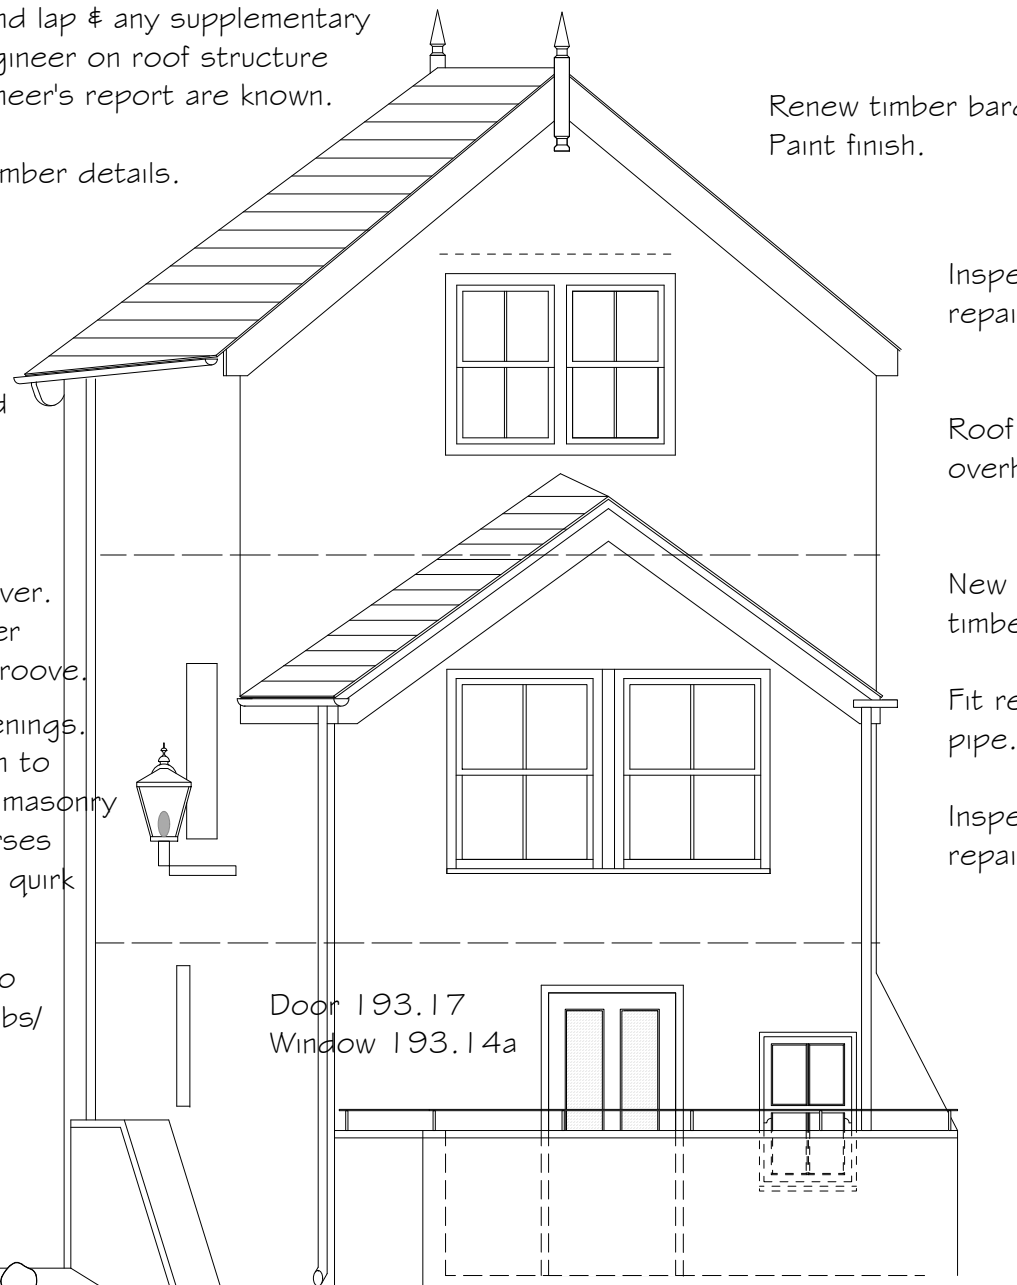 nd lap & any supplementary
gineer on roof structure
neer's report are known.
mber details.
Renew timber
Paint finish.
Inspe
repai
d
Roof
overh
ver.
er
roove.
enings.
n to
masonry
rses
quirk
New
timbe
Fit re
pipe.
Inspe
repai
o
bs/
Door 193.17
Window 193.14a